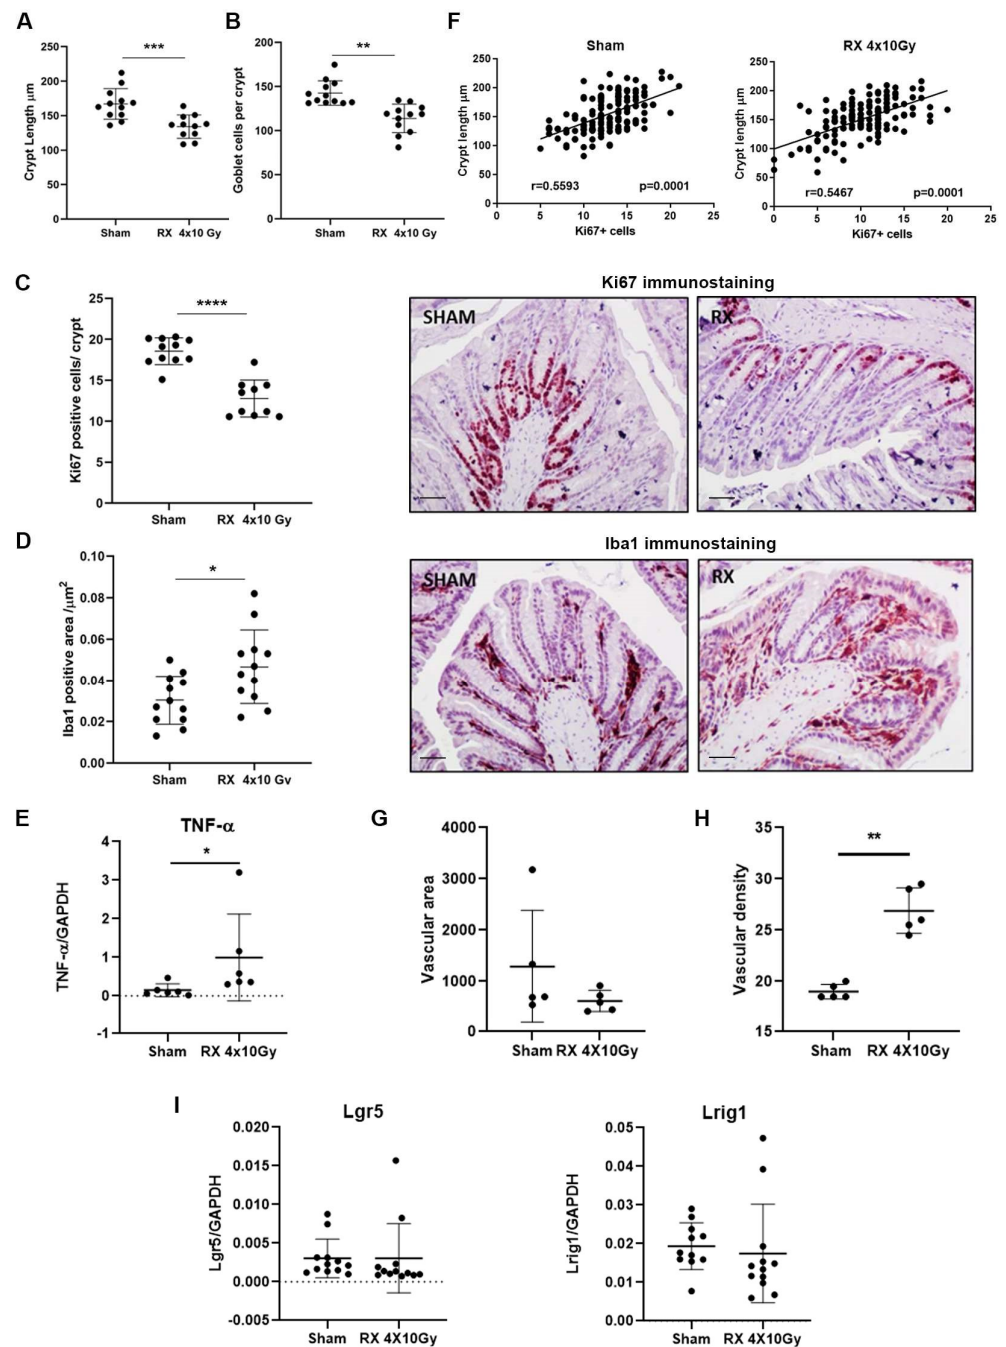 A
Crypt Length μm
250
200
150
100
50
0
***
Sham
RX 4x10 Gy
B
Goblet cells per crypt
200
150
100
50
0
**
Sham
RX 4x10 Gy
F
Sham
Crypt length μm
250
200
150
100
50
0
r=0.5593
p=0.0001
0
5
10
15
20
25
Ki67+ cells
RX 4x10Gy
Crypt length μm
250
200
150
100
50
0
r=0.5467
p=0.0001
0
5
10
15
20
25
Ki67+ cells
C
Ki67 positive cells/ crypt
25
20
15
10
5
0
****
Sham
RX 4x10 Gy
Ki67 immunostaining
SHAM
RX
D
Iba1 positive area /μm²
0.10
0.08
0.06
0.04
0.02
0.00
*
Sham
RX 4x10 Gy
Iba1 immunostaining
SHAM
RX
E
TNF-α
TNF-α/GAPDH
4
3
2
1
0
-1
*
Sham
RX 4x10Gy
G
Vascular area
4000
3000
2000
1000
0
Sham
RX 4X10Gy
H
Vascular density
35
30
25
20
15
**
Sham
RX 4X10Gy
I
Lgr5
Lgr5/GAPDH
0.020
0.015
0.010
0.005
0.000
-0.005
Sham
RX 4X10Gy
Lrig1
Lrig1/GAPDH
0.05
0.04
0.03
0.02
0.01
0.00
Sham
RX 4X10Gy